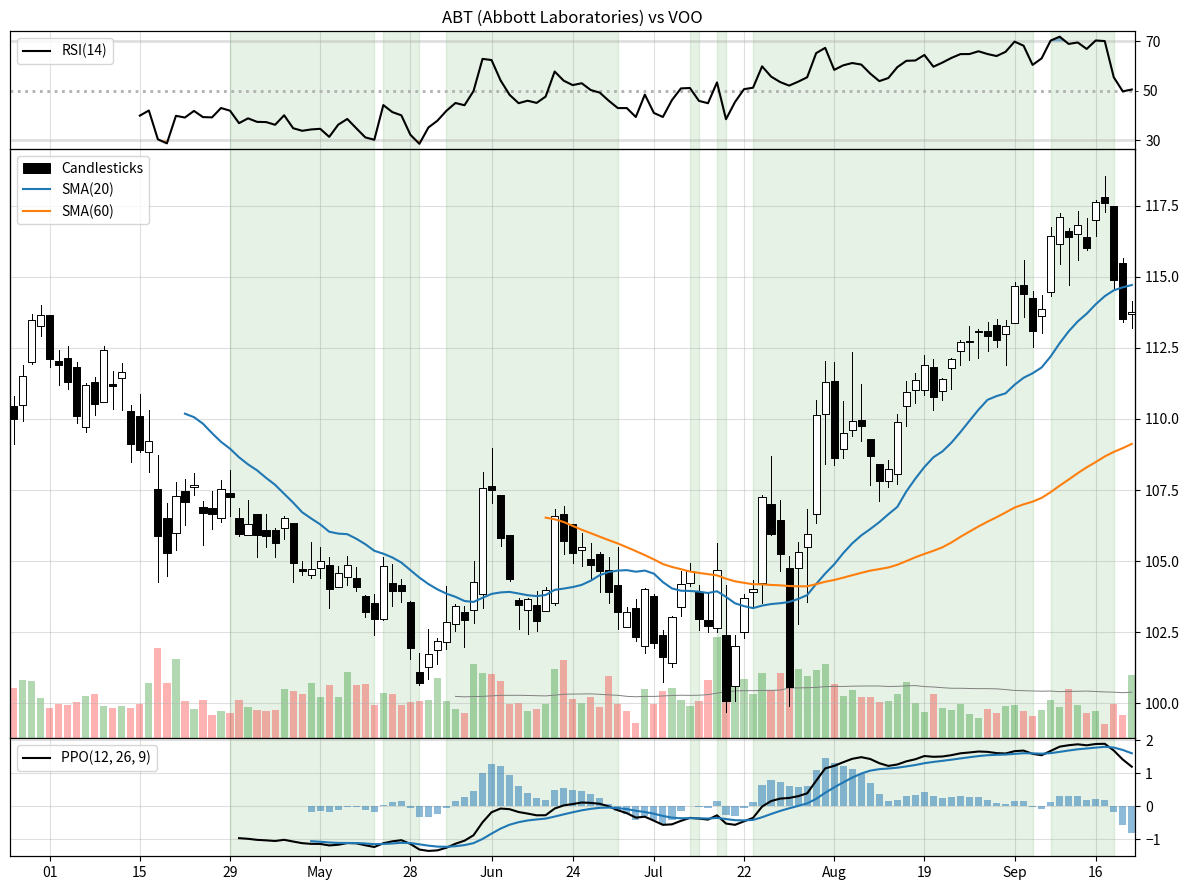 ABT (Abbott Laboratories) vs VOO
RSI(14)
70
50
30
Candlesticks
SMA(20)
SMA(60)
117.5
115.0
112.5
110.0
107.5
105.0
102.5
100.0
PPO(12, 26, 9)
2
1
0
−1
01 15 29 May 28 Jun 24 Jul 22 Aug 19 Sep 16